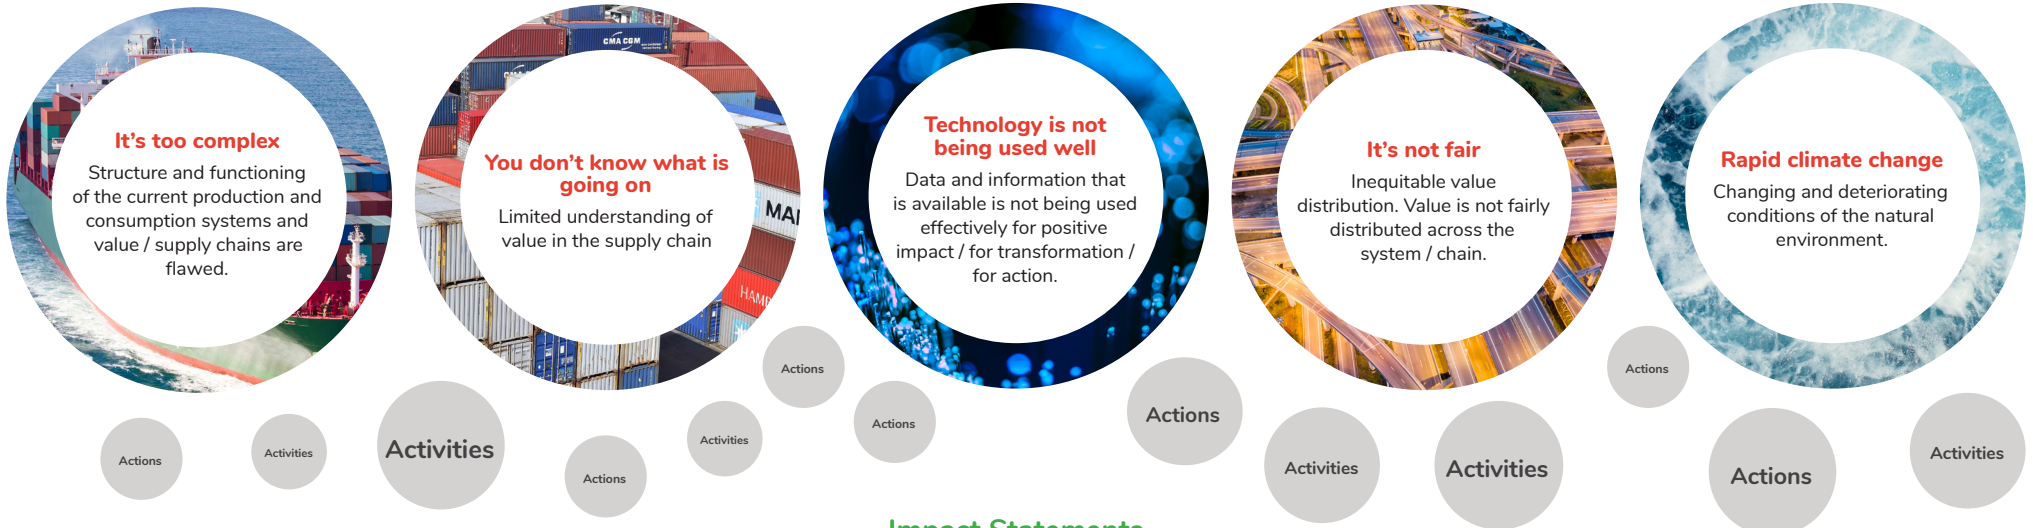 It's too complex
Structure and functioning
of the current production and
consumption systems and
value / supply chains are
flawed.
CMA CGM
You don't know what is
going on
Limited understanding of
value in the supply chain
Technology is not
being used well
Data and information that
is available is not being used
effectively for positive
impact / for transformation /
for action.
It's not fair
Inequitable value
distribution. Value is not fairly
distributed across the
system / chain.
Rapid climate change
Changing and deteriorating
conditions of the natural
environment.
Actions
Activities
Activities
Actions
Activities
Actions
Actions
Actions
Activities
Activities
Actions
Actions
Activities
Impact Statements